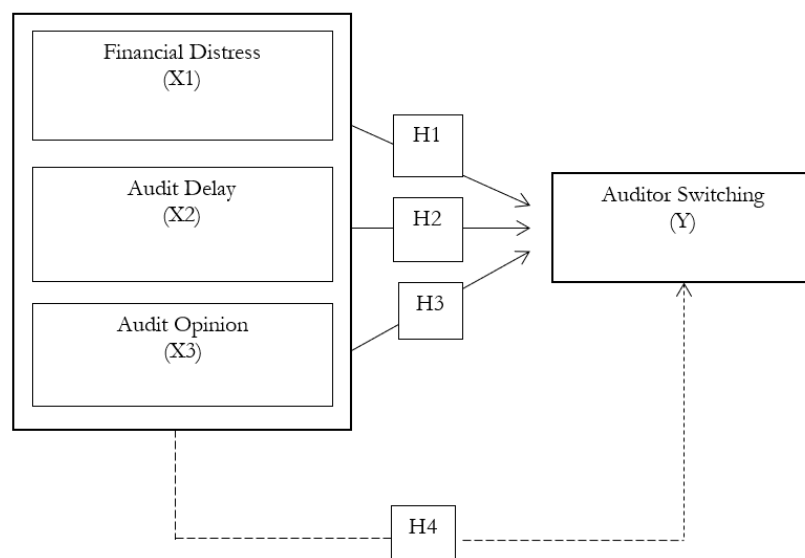 Financial Distress
(X1)
H1
Audit Delay
(X2)
H2
Auditor Switching
(Y)
Audit Opinion
(X3)
H3
H4